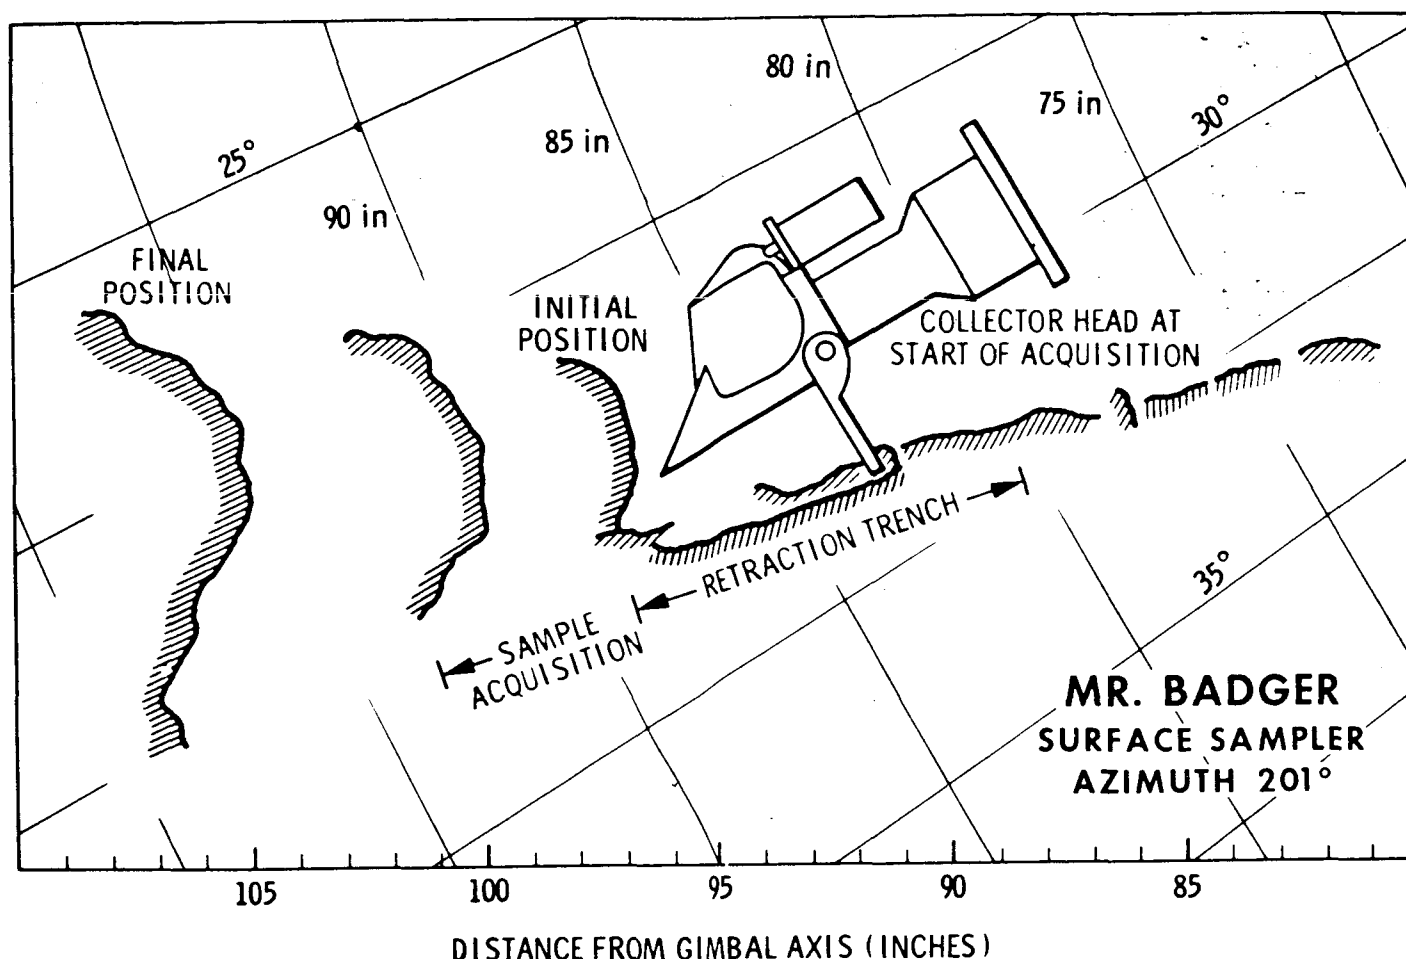 80 in
75 in
30°
85 in
25°
90 in
FINAL
POSITION
INITIAL
POSITION
COLLECTOR HEAD AT
START OF ACQUISITION
RETRACTION TRENCH
35°
SAMPLE
ACQUISITION
MR. BADGER
SURFACE SAMPLER
AZIMUTH 201°
105
100
95
90
85
DISTANCE FROM GIMBAL AXIS (INCHES)